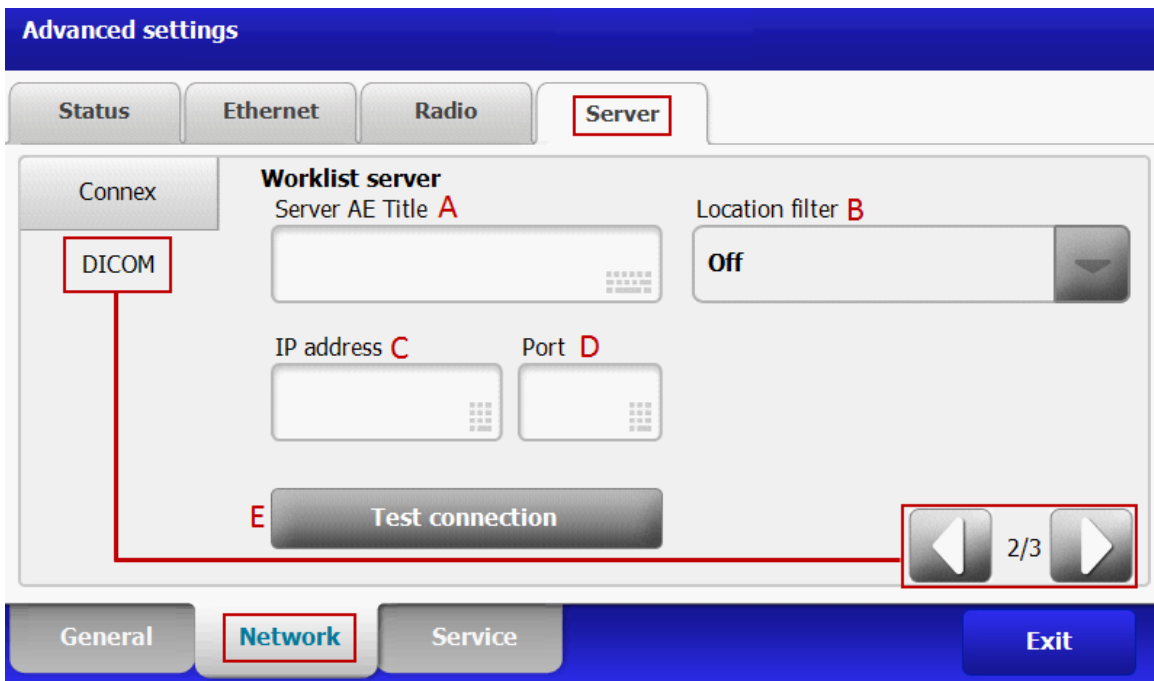 Advanced settings
Status Ethernet Radio Server
Connex
DICOM
Worklist server
Server AE Title A
Location filter B
Off
IP address C
Port D
E Test connection
2/3
General Network Service Exit